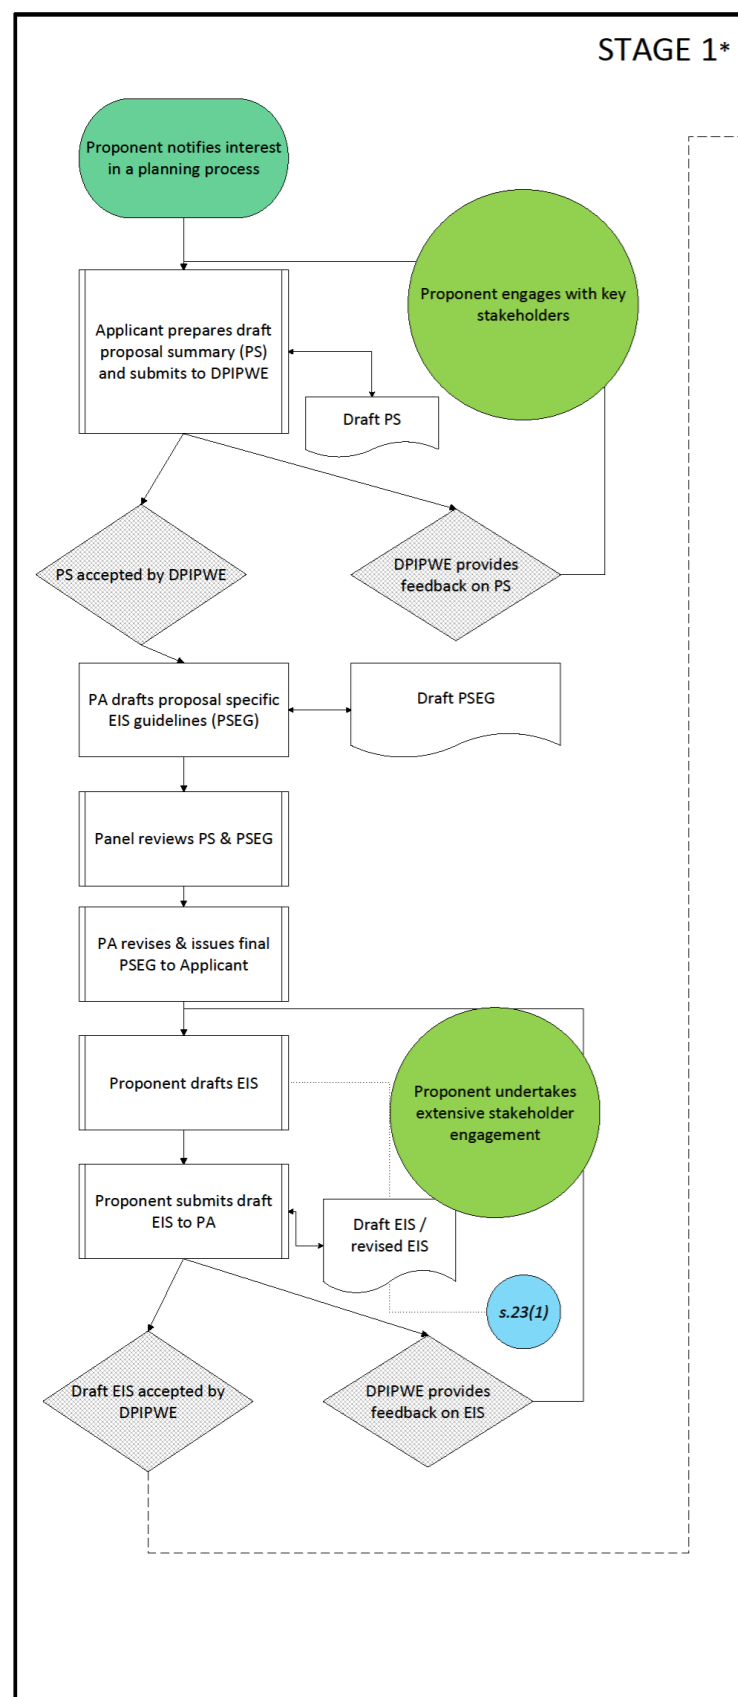 STAGE 1*
Proponent notifies interest
in a planning process
Proponent engages with key
stakeholders
Applicant prepares draft
proposal summary (PS)
and submits to DPIPWE
Draft PS
PS accepted by DPIPWE
DPIPWE provides
feedback on PS
PA drafts proposal specific
EIS guidelines (PSEG)
Draft PSEG
Panel reviews PS & PSEG
PA revises & issues final
PSEG to Applicant
Proponent drafts EIS
Proponent undertakes
extensive stakeholder
engagement
Proponent submits draft
EIS to PA
Draft EIS /
revised EIS
s.23(1)
Draft EIS accepted by
DPIPWE
DPIPWE provides
feedback on EIS